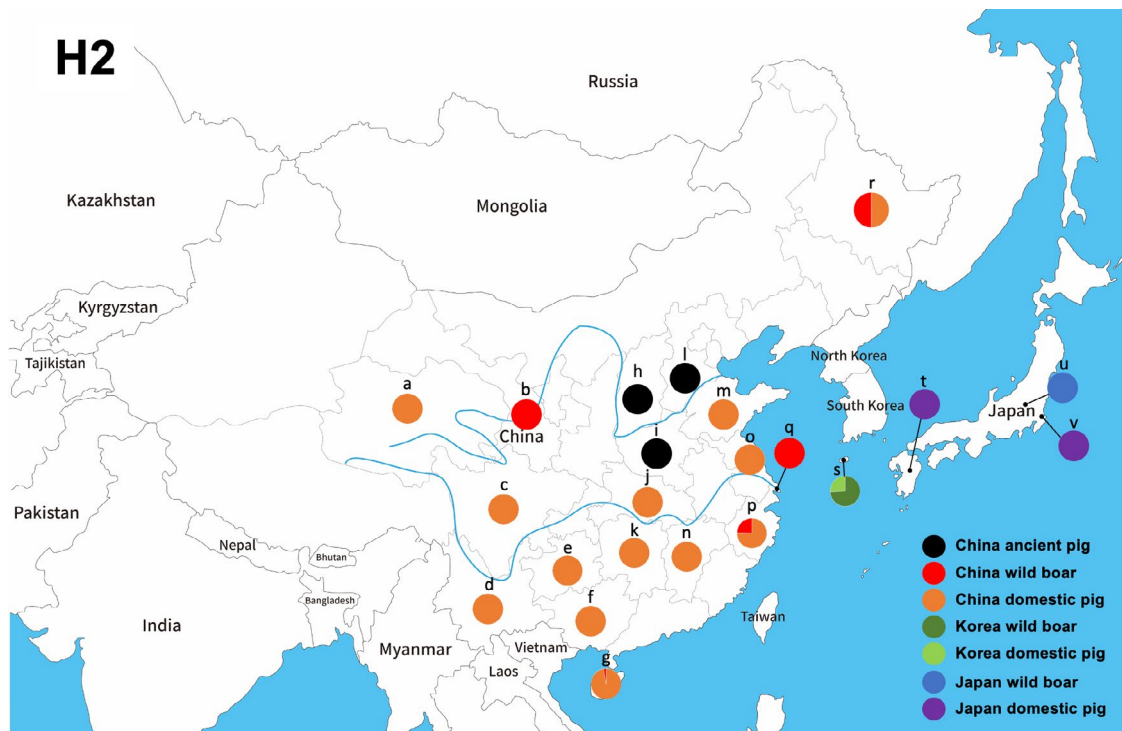 H2
Russia
Kazakhstan
Mongolia
r
Kyrgyzstan
Tajikistan
North Korea
l
h
u
t
a
b
m
South Korea
Japan
China
q
v
o
s
c
j
Pakistan
p
k
n
Nepal
Bhutan
e
China ancient pig
China wild boar
d
Bangladesh
f
China domestic pig
India
Taiwan
Korea wild boar
Myanmar
Vietnam
Laos
g
Korea domestic pig
Japan wild boar
Japan domestic pig
i